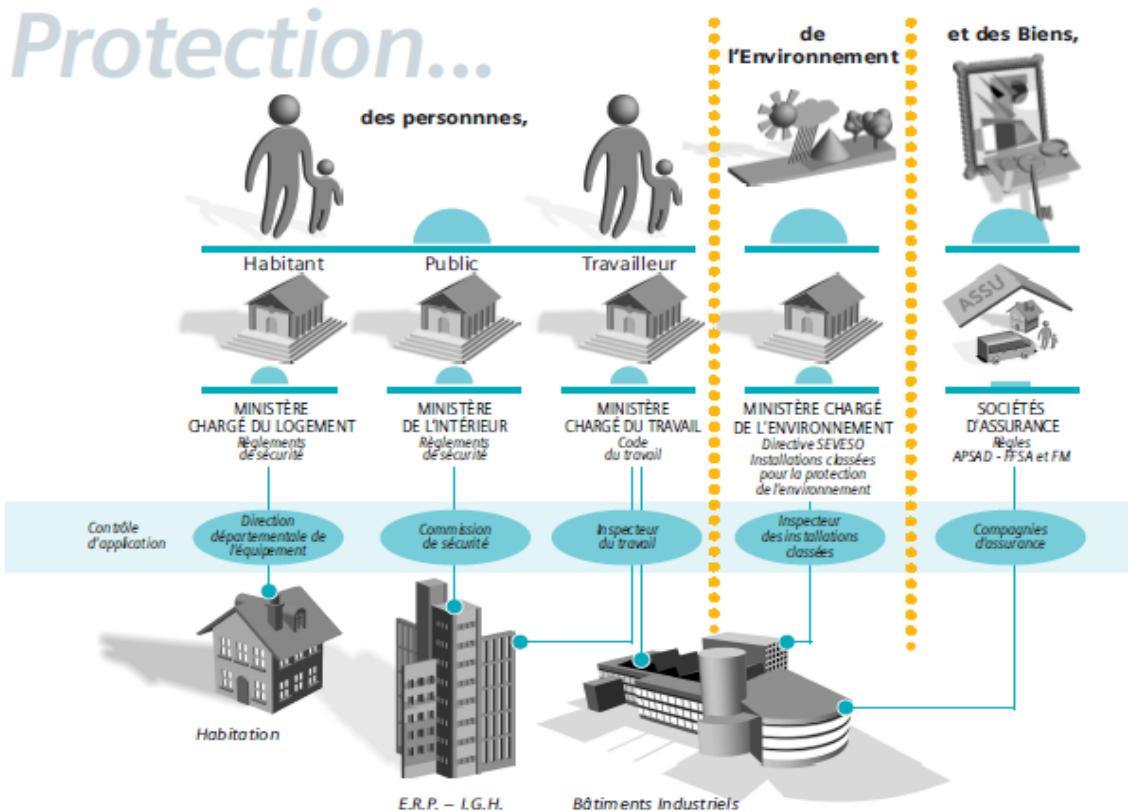 Protection...
des personnnes,
de
l'Environnement
et des Biens,
Habitant
Public
Travailleur
ASSU
MINISTÈRE
CHARGÉ DU LOGEMENT
Règlements
de sécurité
MINISTÈRE
DE L'INTÉRIEUR
Règlements
de sécurité
MINISTÈRE
CHARGÉ DU TRAVAIL
Code
du travail
MINISTÈRE CHARGÉ
DE L'ENVIRONNEMENT
Directive SEVESO
Installations classées
pour la protection
de l'environnement
SOCIÉTÉS
D'ASSURANCE
Règles
APSAD - FFSA et FM
Contrôle
d'application
Direction
départementale de
l'équipement
Commission
de sécurité
Inspecteur
du travail
Inspecteur
des installations
classées
Compagnies
d'assurance
Habitation
E.R.P. – I.G.H.
Bâtiments Industriels